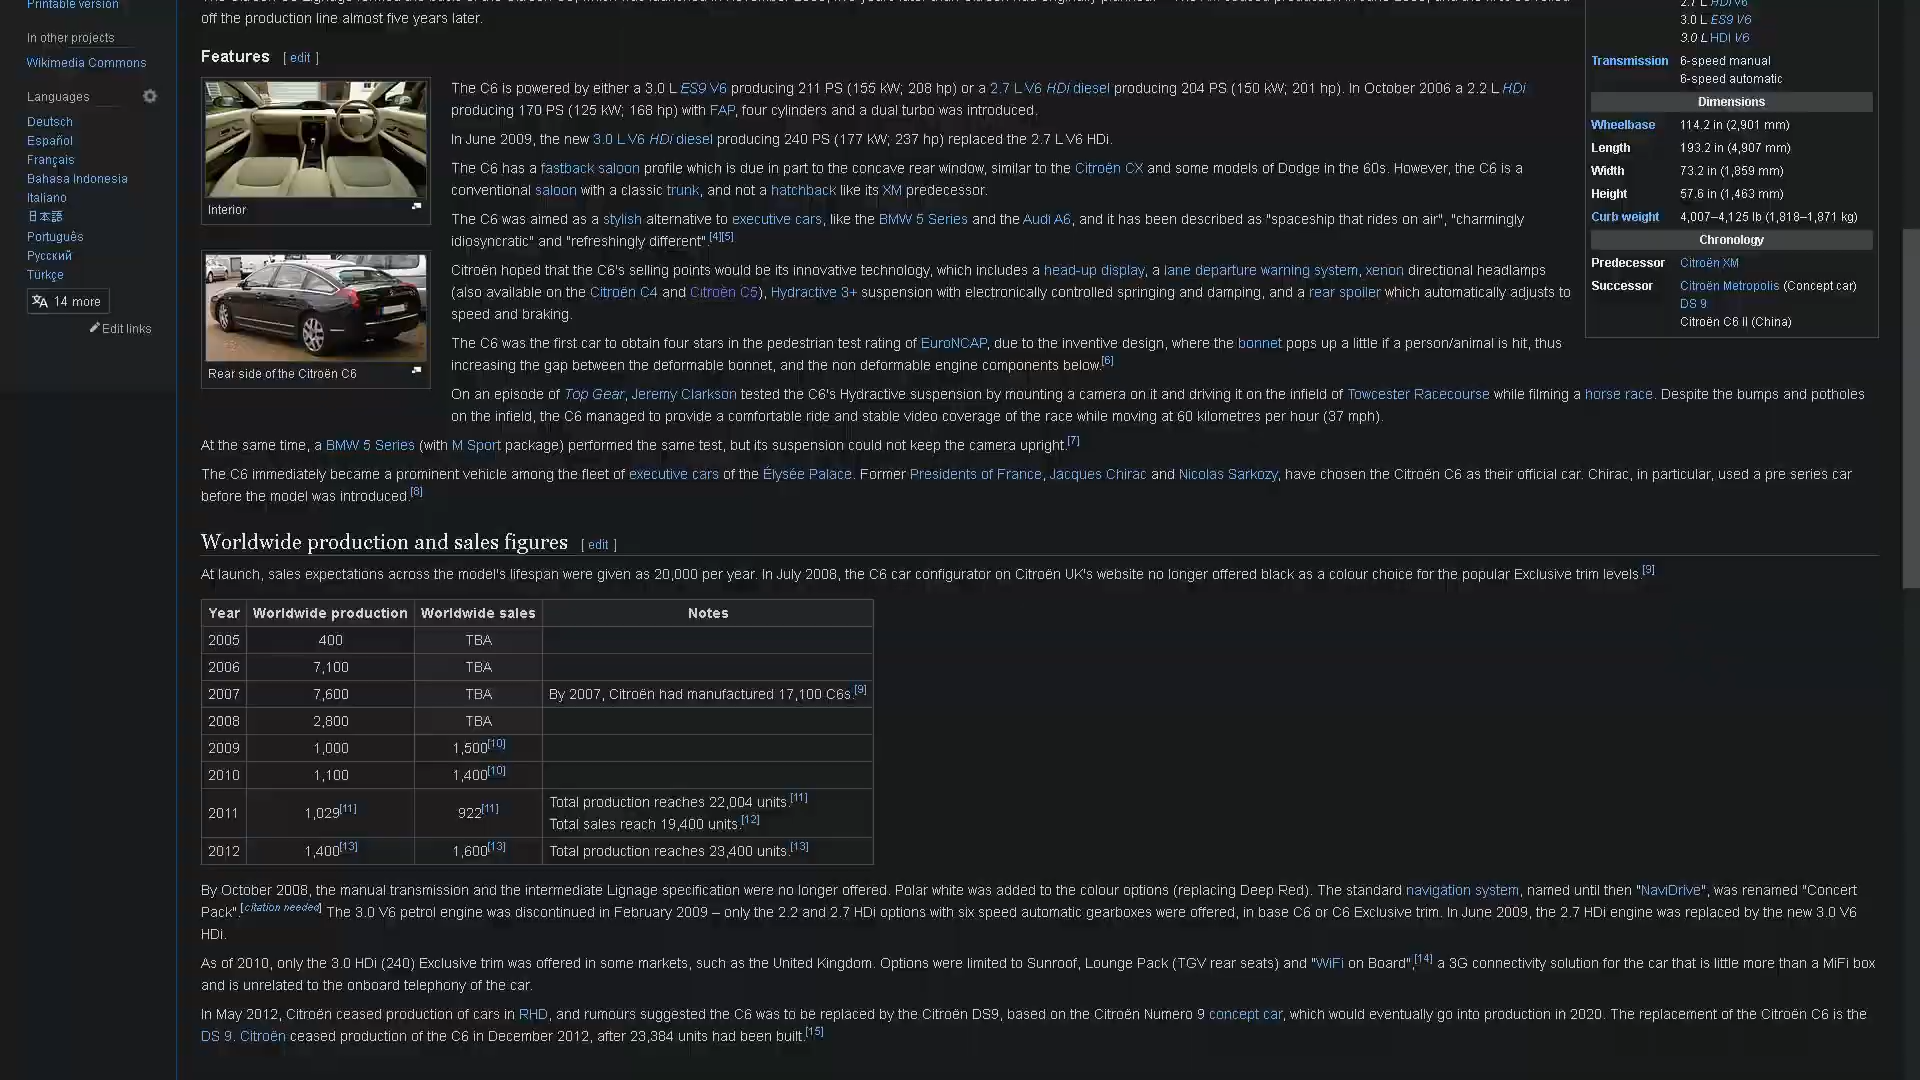 Printable version
In other projects
Wikimedia Commons
Languages
Deutsch
Español
Français
Bahasa Indonesia
Italiano
日本語
Português
Русский
Türkçe
14 more
Edit links
off the production line almost five years later.
Features [ edit ]
Interior
Rear side of the Citroën C6
The C6 is powered by either a 3.0 L ES9 V6 producing 211 PS (155 kW; 208 hp) or a 2.7 L V6 HDi diesel producing 204 PS (150 kW; 201 hp). In October 2006 a 2.2 L HDi
producing 170 PS (125 kW; 168 hp) with FAP, four cylinders and a dual turbo was introduced.
In June 2009, the new 3.0 L V6 HDi diesel producing 240 PS (177 kW; 237 hp) replaced the 2.7 L V6 HDi.
The C6 has a fastback saloon profile which is due in part to the concave rear window, similar to the Citroën CX and some models of Dodge in the 60s. However, the C6 is a
conventional saloon with a classic trunk, and not a hatchback like its XM predecessor.
The C6 was aimed as a stylish alternative to executive cars, like the BMW 5 Series and the Audi A6, and it has been described as "spaceship that rides on air", "charmingly
idiosyncratic" and "refreshingly different".[4][5]
Citroën hoped that the C6's selling points would be its innovative technology, which includes a head-up display, a lane departure warning system, xenon directional headlamps
(also available on the Citroën C4 and Citroën C5), Hydractive 3+ suspension with electronically controlled springing and damping, and a rear spoiler which automatically adjusts to
speed and braking.
The C6 was the first car to obtain four stars in the pedestrian test rating of EuroNCAP, due to the inventive design, where the bonnet pops up a little if a person/animal is hit, thus
increasing the gap between the deformable bonnet, and the non deformable engine components below.[6]
On an episode of Top Gear, Jeremy Clarkson tested the C6's Hydractive suspension by mounting a camera on it and driving it on the infield of Towcester Racecourse while filming a horse race. Despite the bumps and potholes
on the infield, the C6 managed to provide a comfortable ride and stable video coverage of the race while moving at 60 kilometres per hour (37 mph).
At the same time, a BMW 5 Series (with M Sport package) performed the same test, but its suspension could not keep the camera upright.[7]
The C6 immediately became a prominent vehicle among the fleet of executive cars of the Élysée Palace. Former Presidents of France, Jacques Chirac and Nicolas Sarkozy, have chosen the Citroën C6 as their official car. Chirac, in particular, used a pre series car
before the model was introduced.[8]
2.7 L HDi V6
3.0 L ES9 V6
3.0 L HDI V6
Transmission 6-speed manual
6-speed automatic
Dimensions
Wheelbase 114.2 in (2,901 mm)
Length 193.2 in (4,907 mm)
Width 73.2 in (1,859 mm)
Height 57.6 in (1,463 mm)
Curb weight 4,007–4,125 lb (1,818–1,871 kg)
Chronology
Predecessor Citroën XM
Successor Citroën Metropolis (Concept car)
DS 9
Citroën C6 II (China)
Worldwide production and sales figures [ edit ]
At launch, sales expectations across the model's lifespan were given as 20,000 per year. In July 2008, the C6 car configurator on Citroën UK's website no longer offered black as a colour choice for the popular Exclusive trim levels.[9]
Year Worldwide production Worldwide sales Notes
2005 400 TBA
2006 7,100 TBA
2007 7,600 TBA By 2007, Citroën had manufactured 17,100 C6s.[9]
2008 2,800 TBA
2009 1,000 1,500[10]
2010 1,100 1,400[10]
2011 1,029[11] 922[11] Total production reaches 22,004 units.[11]
Total sales reach 19,400 units.[12]
2012 1,400[13] 1,600[13] Total production reaches 23,400 units.[13]
By October 2008, the manual transmission and the intermediate Lignage specification were no longer offered. Polar white was added to the colour options (replacing Deep Red). The standard navigation system, named until then "NaviDrive", was renamed "Concert
Pack".[citation needed] The 3.0 V6 petrol engine was discontinued in February 2009 – only the 2.2 and 2.7 HDi options with six speed automatic gearboxes were offered, in base C6 or C6 Exclusive trim. In June 2009, the 2.7 HDi engine was replaced by the new 3.0 V6
HDi.
As of 2010, only the 3.0 HDi (240) Exclusive trim was offered in some markets, such as the United Kingdom. Options were limited to Sunroof, Lounge Pack (TGV rear seats) and "WiFi on Board",[14] a 3G connectivity solution for the car that is little more than a MiFi box
and is unrelated to the onboard telephony of the car.
In May 2012, Citroën ceased production of cars in RHD, and rumours suggested the C6 was to be replaced by the Citroën DS9, based on the Citroën Numero 9 concept car, which would eventually go into production in 2020. The replacement of the Citroën C6 is the
DS 9. Citroën ceased production of the C6 in December 2012, after 23,384 units had been built.[15]